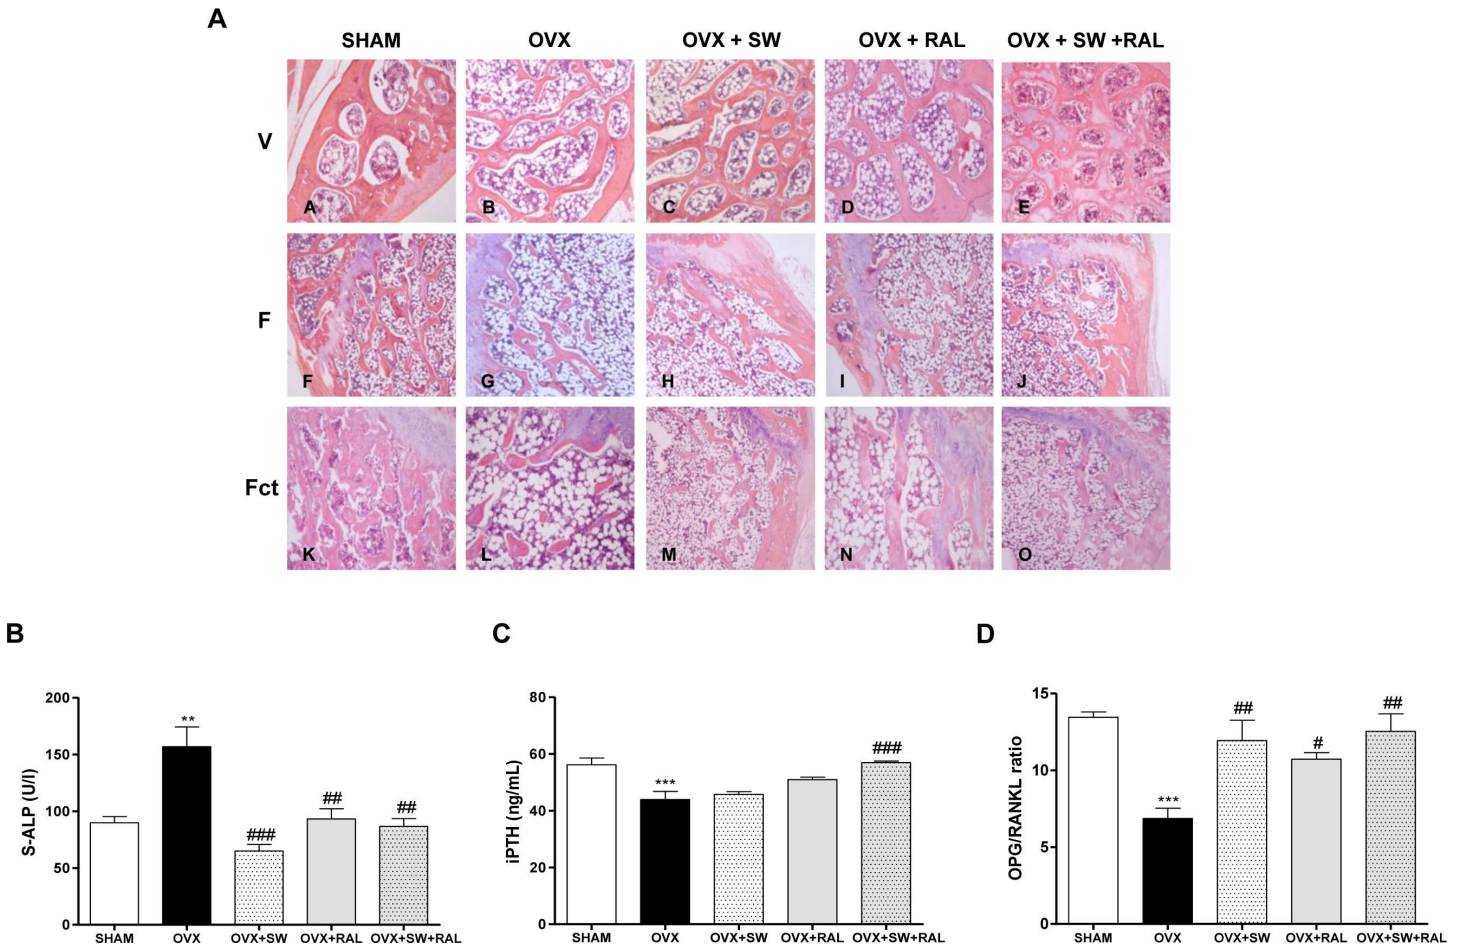 A
SHAM OVX OVX + SW OVX + RAL OVX + SW +RAL
V
A B C D E
F
F G H I J
Fct
K L M N O
B
S-ALP (U/l)
200
150
100
50
0
**
###
##
##
SHAM OVX OVX+SW OVX+RAL OVX+SW+RAL
C
iPTH (ng/mL)
80
60
40
20
0
***
###
SHAM OVX OVX+SW OVX+RAL OVX+SW+RAL
D
OPG/RANKL ratio
15
10
5
0
***
##
#
##
SHAM OVX OVX+SW OVX+RAL OVX+SW+RAL